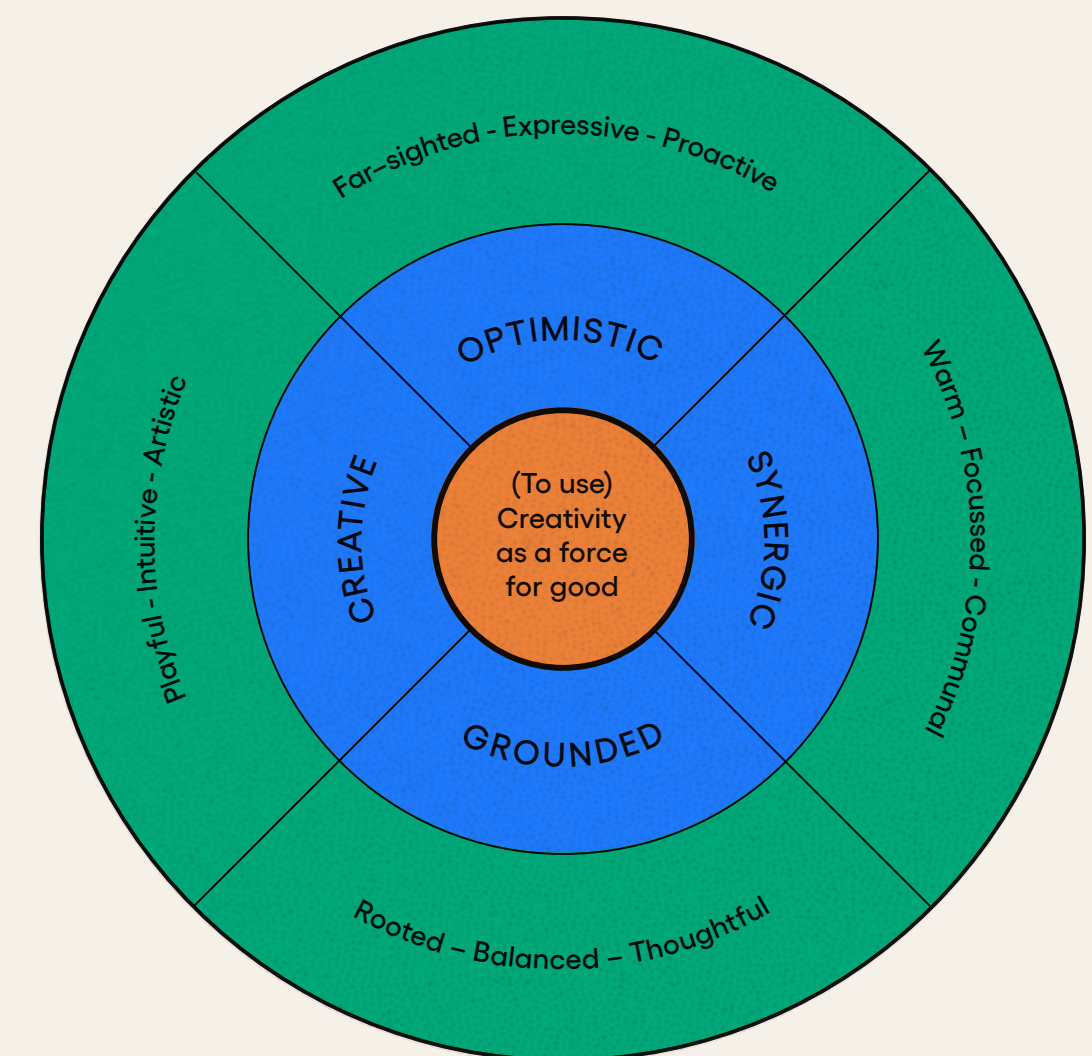 Far–sighted - Expressive - Proactive
OPTIMISTIC
Playful - Intuitive - Artistic
CREATIVE
(To use)
Creativity
as a force
for good
SYNERGIC
Warm – Focussed - Communal
GROUNDED
Rooted – Balanced – Thoughtful